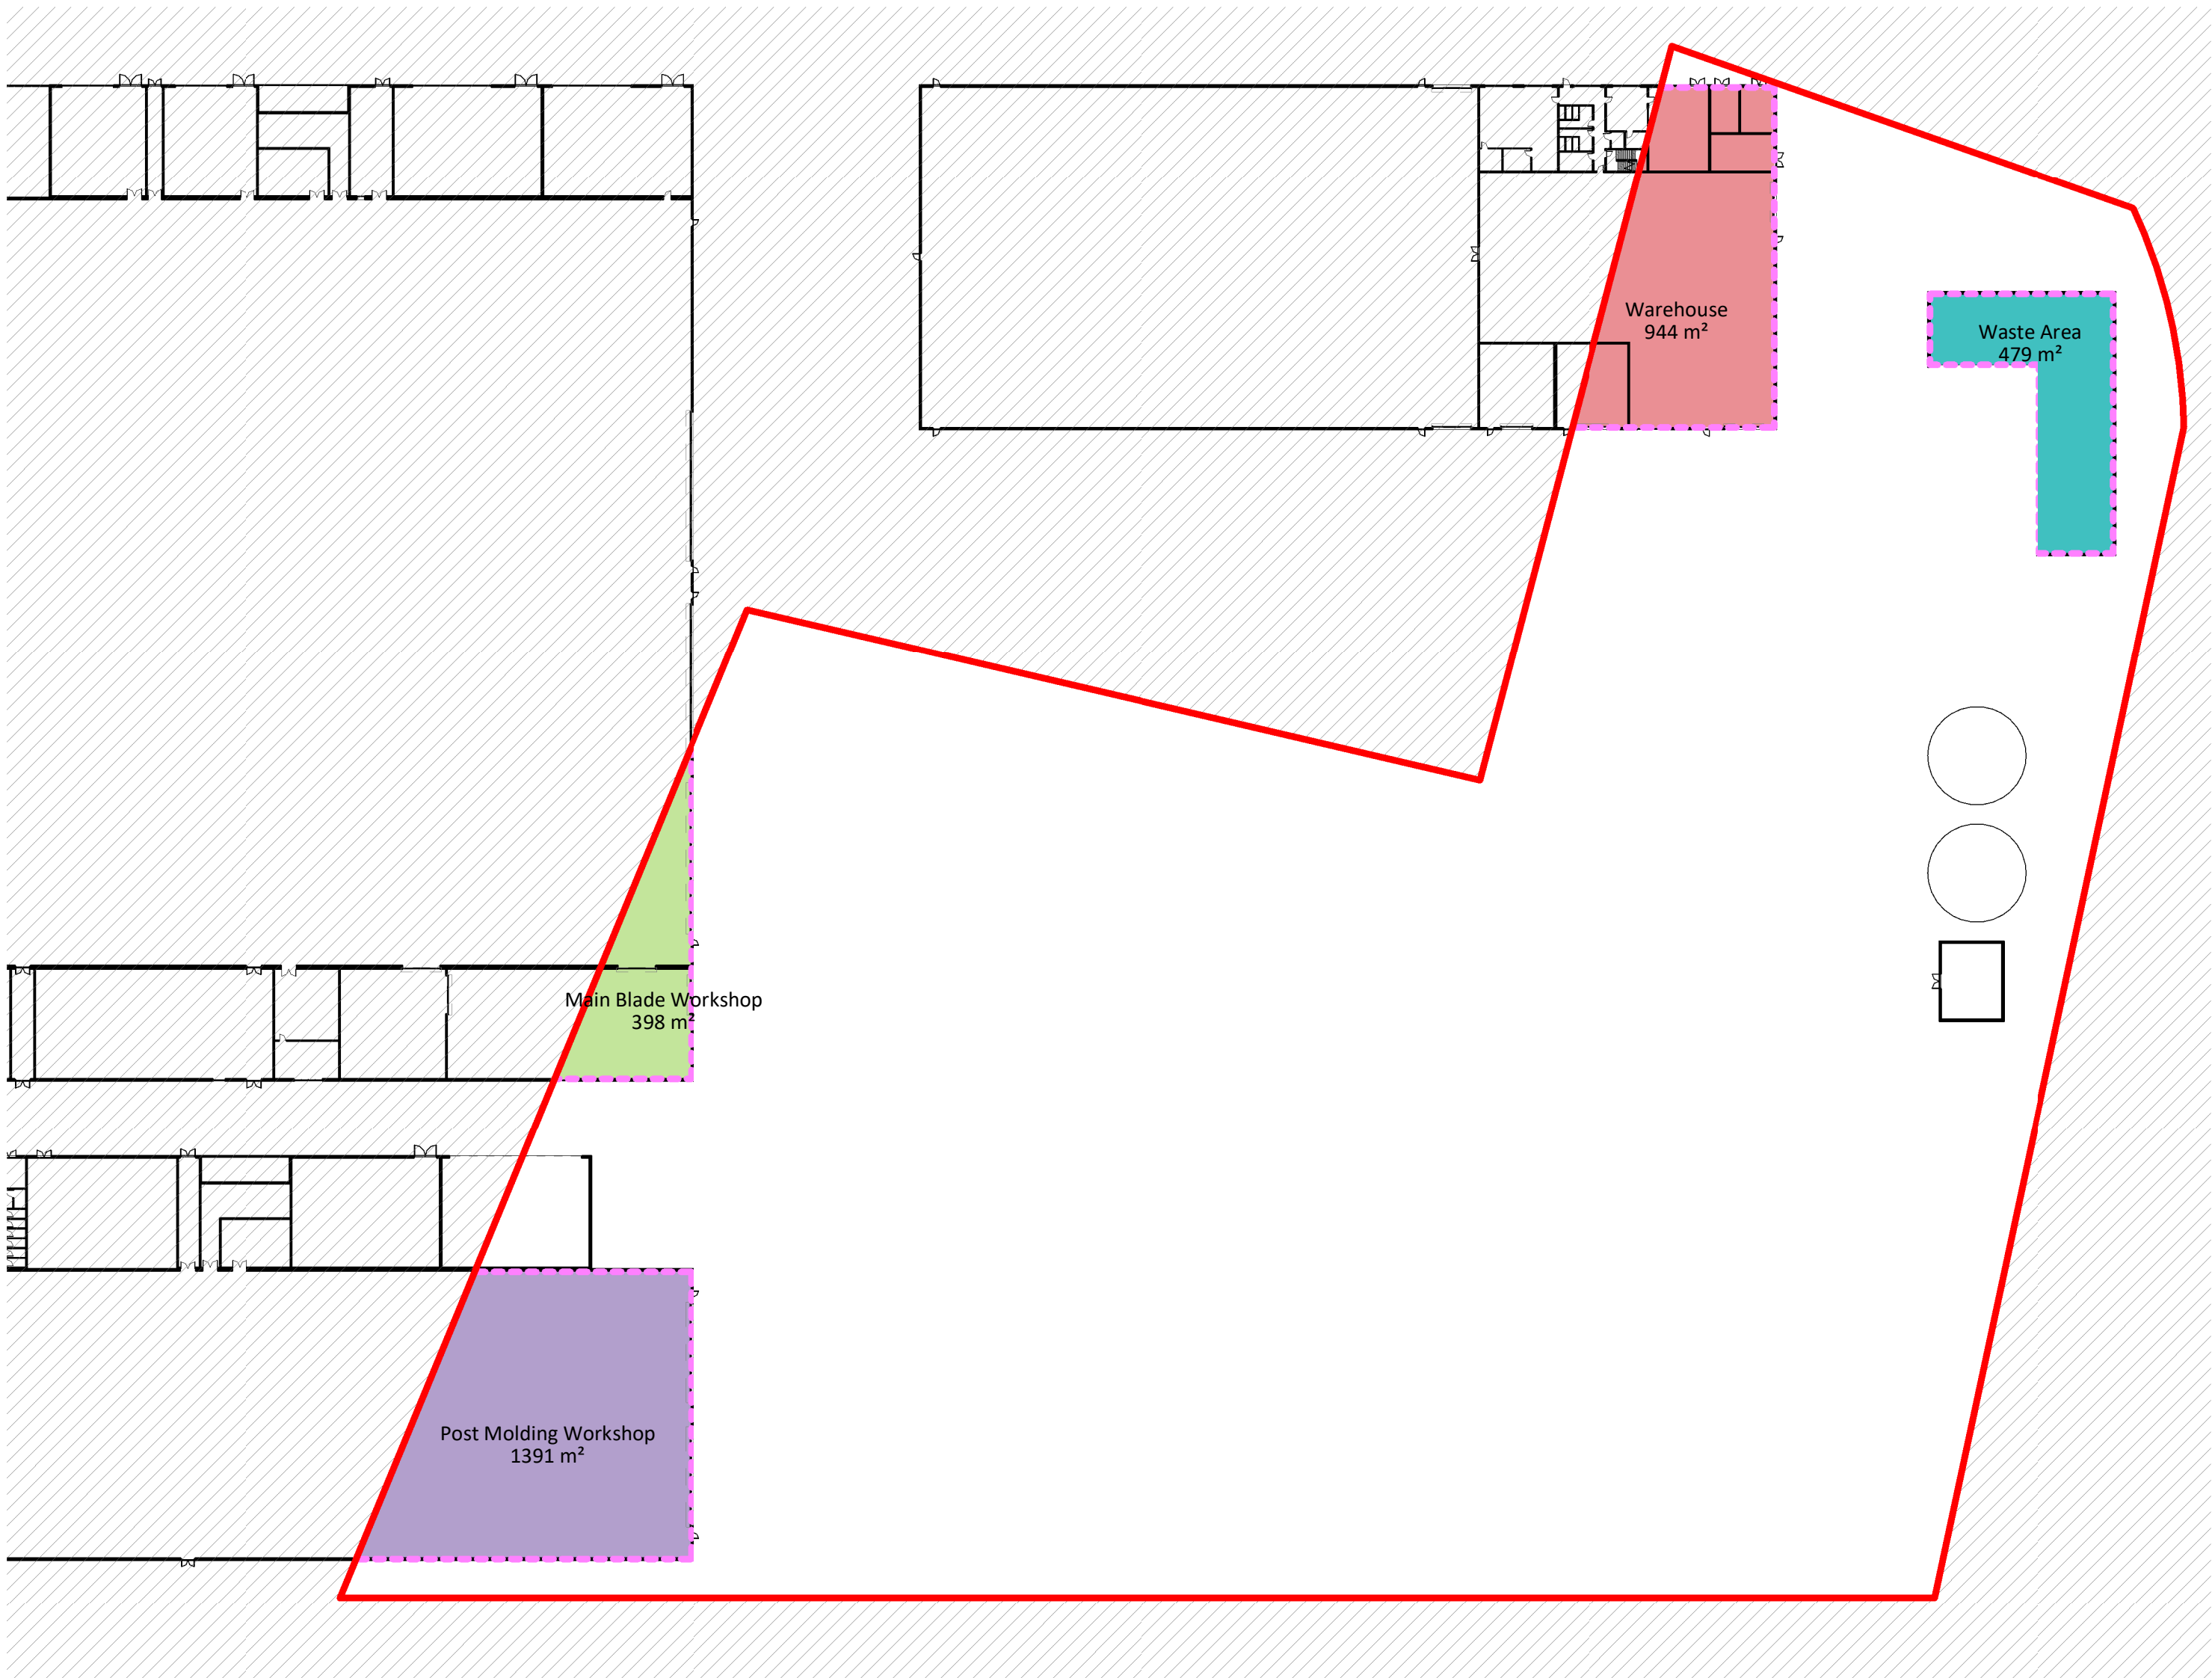 Warehouse
944 m²
Waste Area
479 m²
Main Blade Workshop
398 m²
Post Molding Workshop
1391 m²